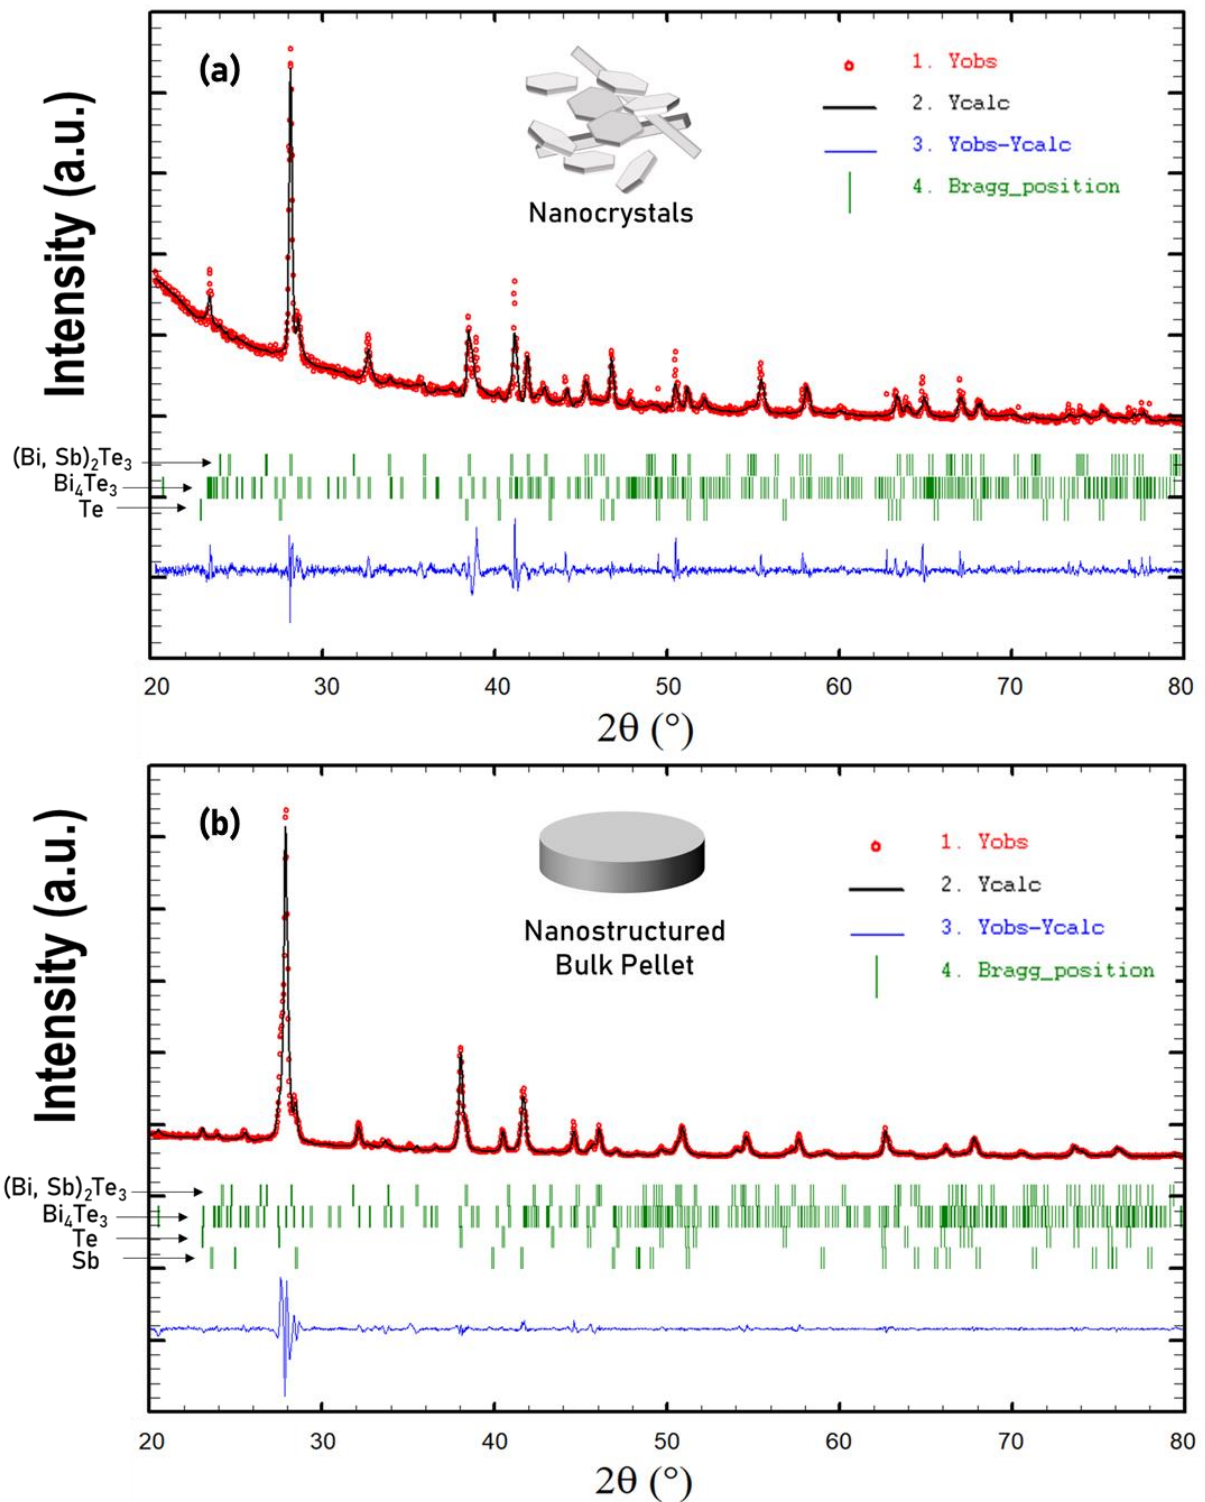 (a)
Nanocrystals
1. Yobs
2. Ycalc
3. Yobs-Ycalc
4. Bragg_position
Intensity (a.u.)
(Bi, Sb)₂Te₃
Bi₄Te₃
Te
20 30 40 50 60 70 80
2θ (°)
(b)
Nanostructured
Bulk Pellet
1. Yobs
2. Ycalc
3. Yobs-Ycalc
4. Bragg_position
Intensity (a.u.)
(Bi, Sb)₂Te₃
Bi₄Te₃
Te
Sb
20 30 40 50 60 70 80
2θ (°)